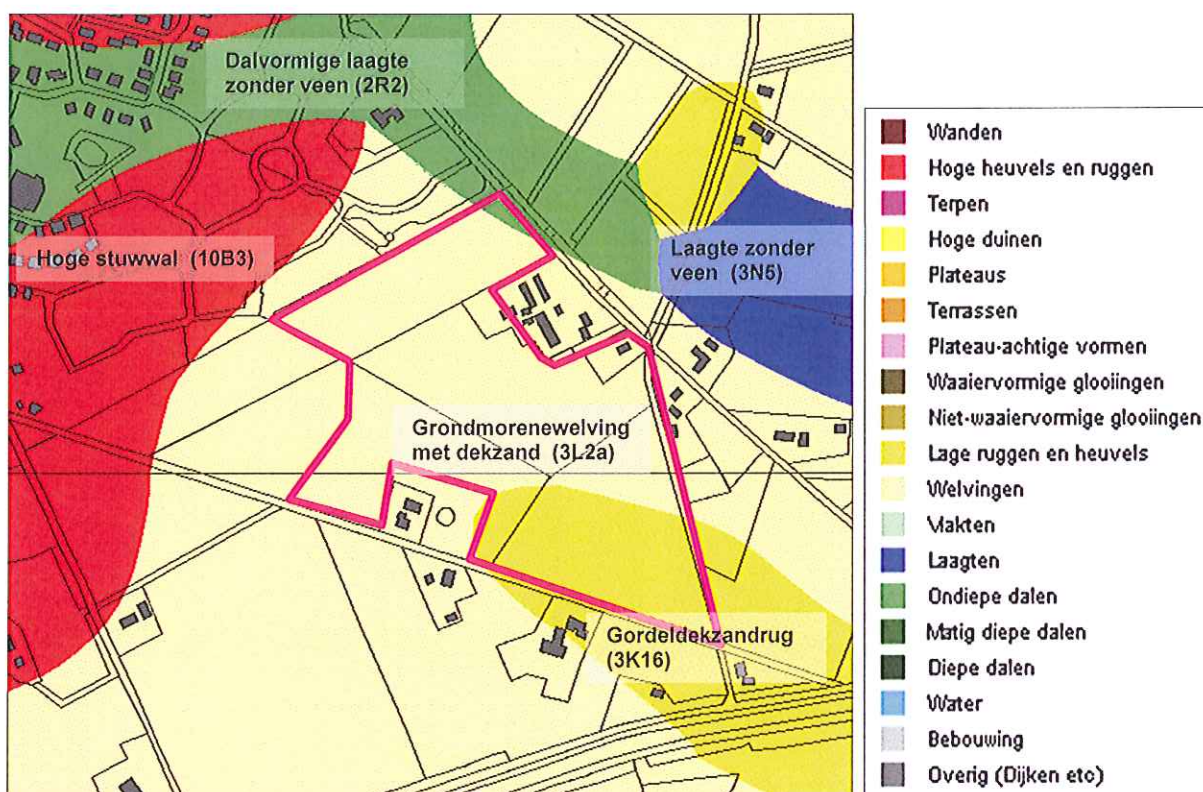 Dalvormige laagte
zonder veen (2R2)
Hoge stuwwal (10B3)
Laagte zonder
veen (3N5)
Grondmorenewelving
met dekzand (3L2a)
Gordeldekzandrug
(3K16)
Wanden
Hoge heuvels en ruggen
Terpen
Hoge duinen
Plateaus
Terrassen
Plateau-achtige vormen
Waaiervormige glooiingen
Niet-waaiervormige glooiingen
Lage ruggen en heuvels
Welvingen
Vlakten
Laagten
Ondiepe dalen
Matig diepe dalen
Diepe dalen
Water
Bebouwing
Overig (Dijken etc)